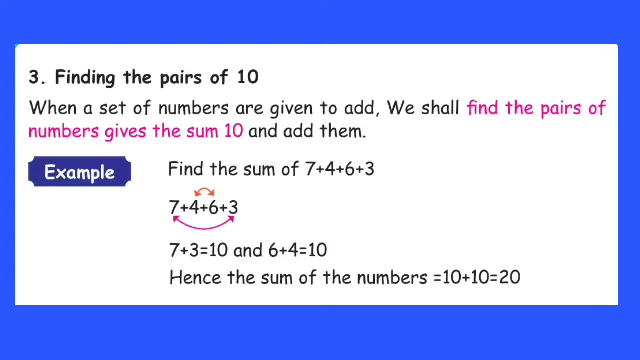 3. Finding the pairs of 10
When a set of numbers are given to add, We shall find the pairs of
numbers gives the sum 10 and add them.
Example
Find the sum of 7+4+6+3
7+4+6+3
7+3=10 and 6+4=10
Hence the sum of the numbers =10+10=20